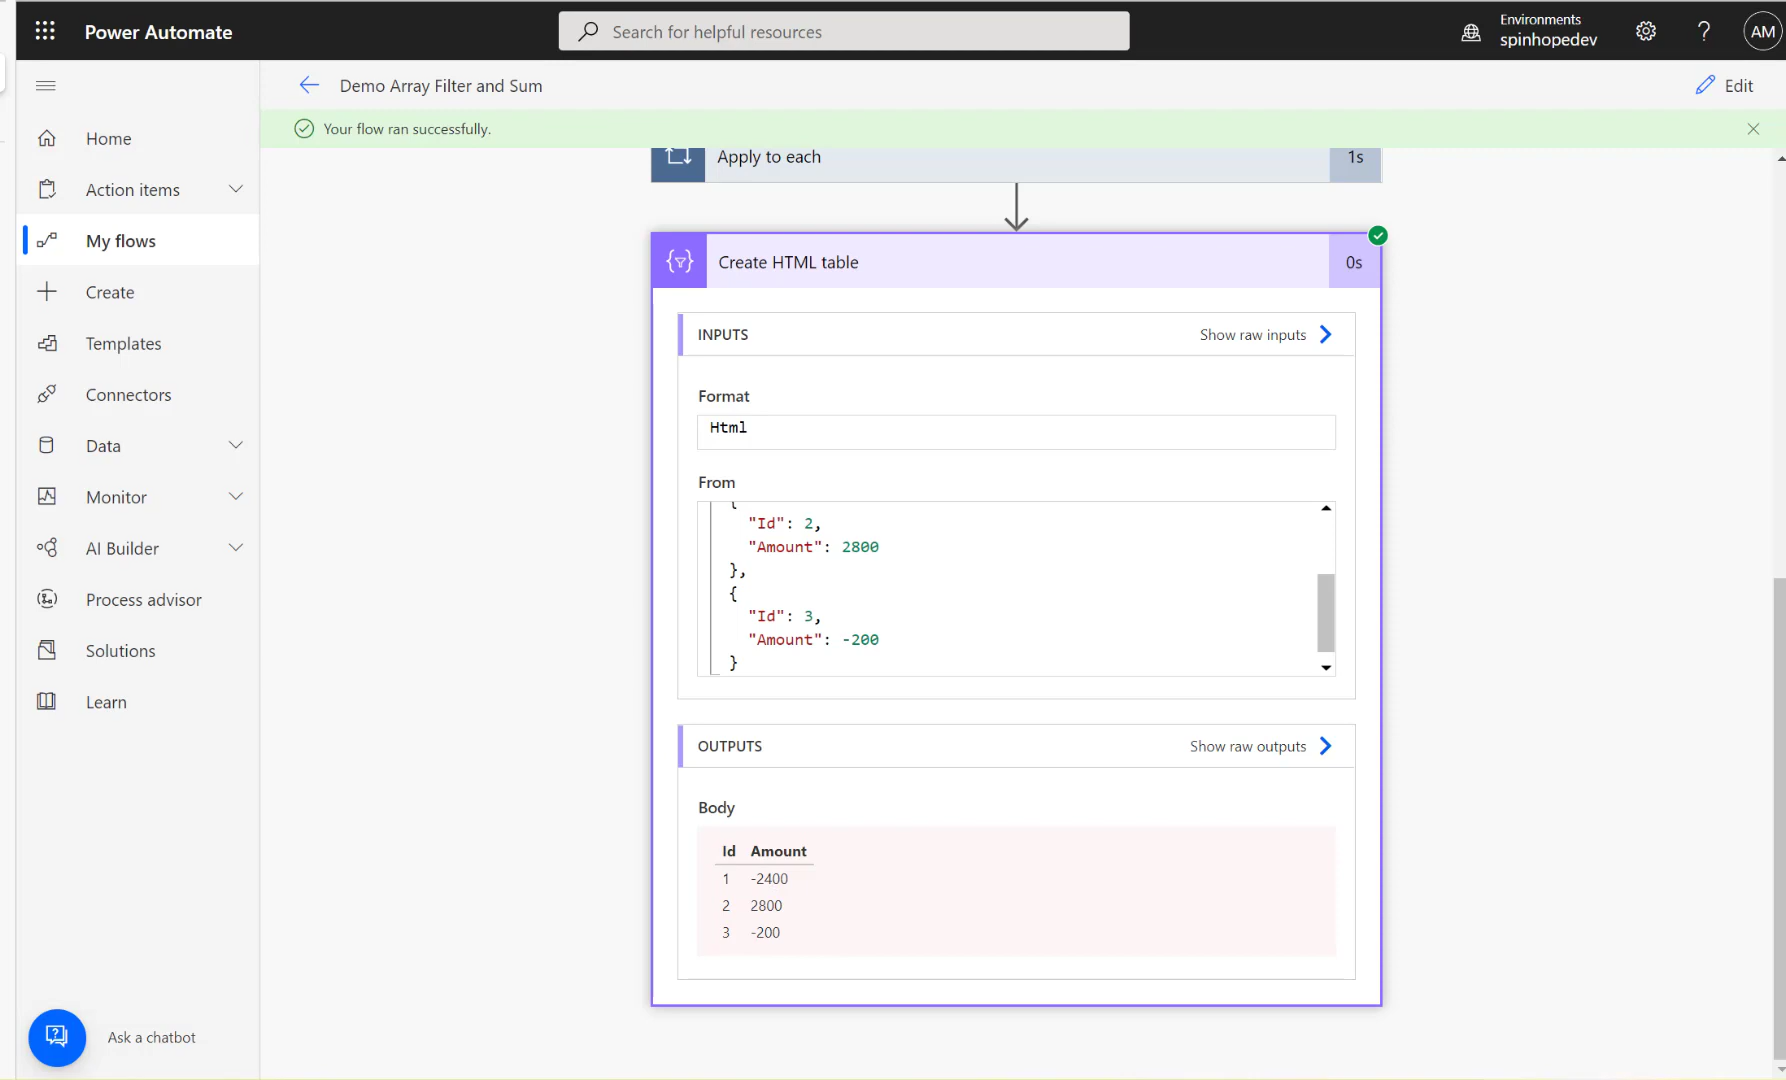 Power Automate
Search for helpful resources
Environments
spinhopedev
?
AM
Demo Array Filter and Sum
Edit
Your flow ran successfully.
Home
Action items
My flows
Create
Templates
Connectors
Data
Monitor
AI Builder
Process advisor
Solutions
Learn
Ask a chatbot
Apply to each
1s
Create HTML table
0s
INPUTS
Show raw inputs
Format
Html
From
{
"Id": 2,
"Amount": 2800
},
{
"Id": 3,
"Amount": -200
}
OUTPUTS
Show raw outputs
Body
Id Amount
1 -2400
2 2800
3 -200